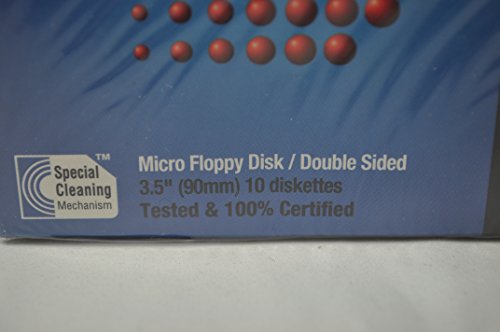 Special
Cleaning
Mechanism
TM
Micro Floppy Disk / Double Sided
3.5" (90mm) 10 diskettes
Tested & 100% Certified